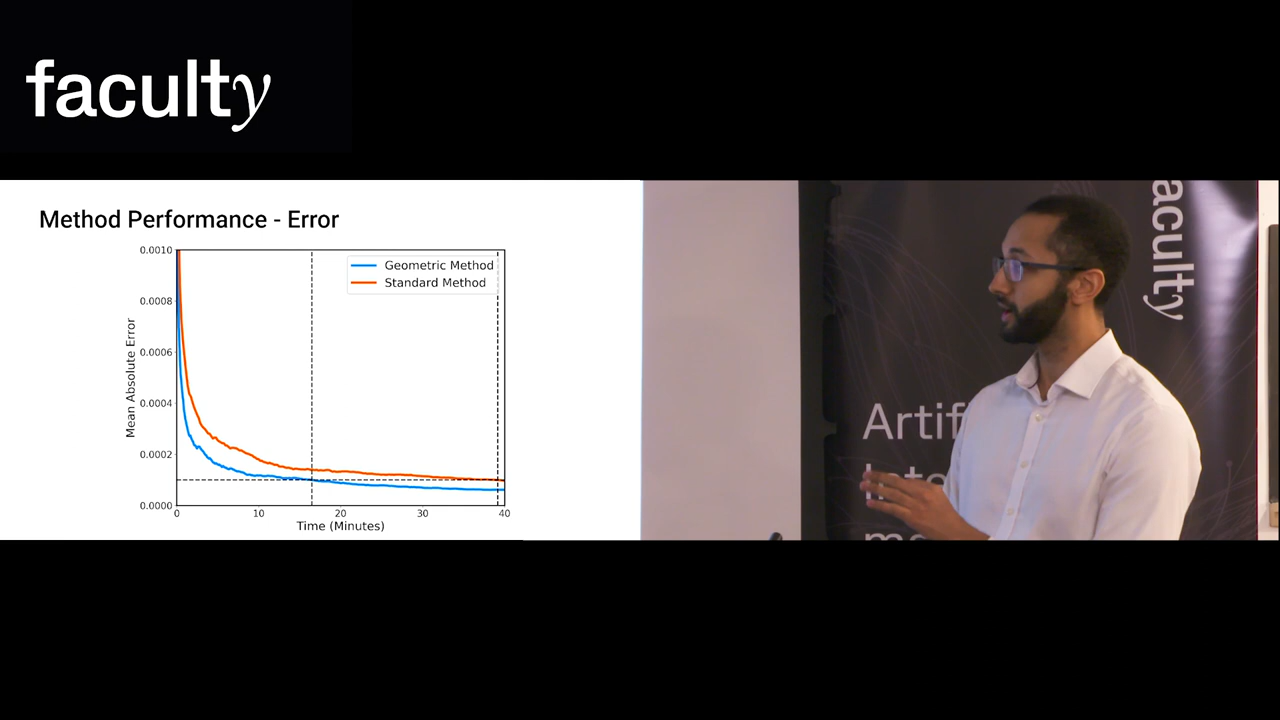 faculty
Method Performance - Error
0.0010
0.0008
0.0006
0.0004
0.0002
0.0000
Mean Absolute Error
Geometric Method
Standard Method
0
10
20
30
40
Time (Minutes)
aculty
Artif